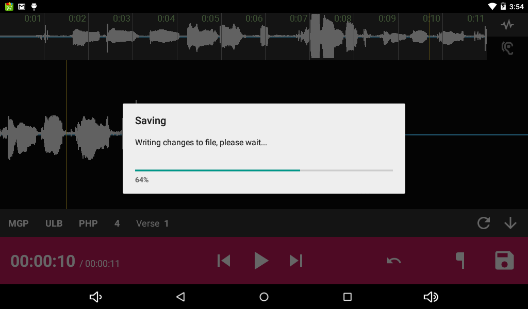 3:54
0:01 0:02 0:03 0:04 0:05 0:06 0:07 0:08 0:09 0:10 0:11
Saving
Writing changes to file, please wait...
64%
MGP ULB PHP 4 Verse 1
00:00:10 / 00:00:11